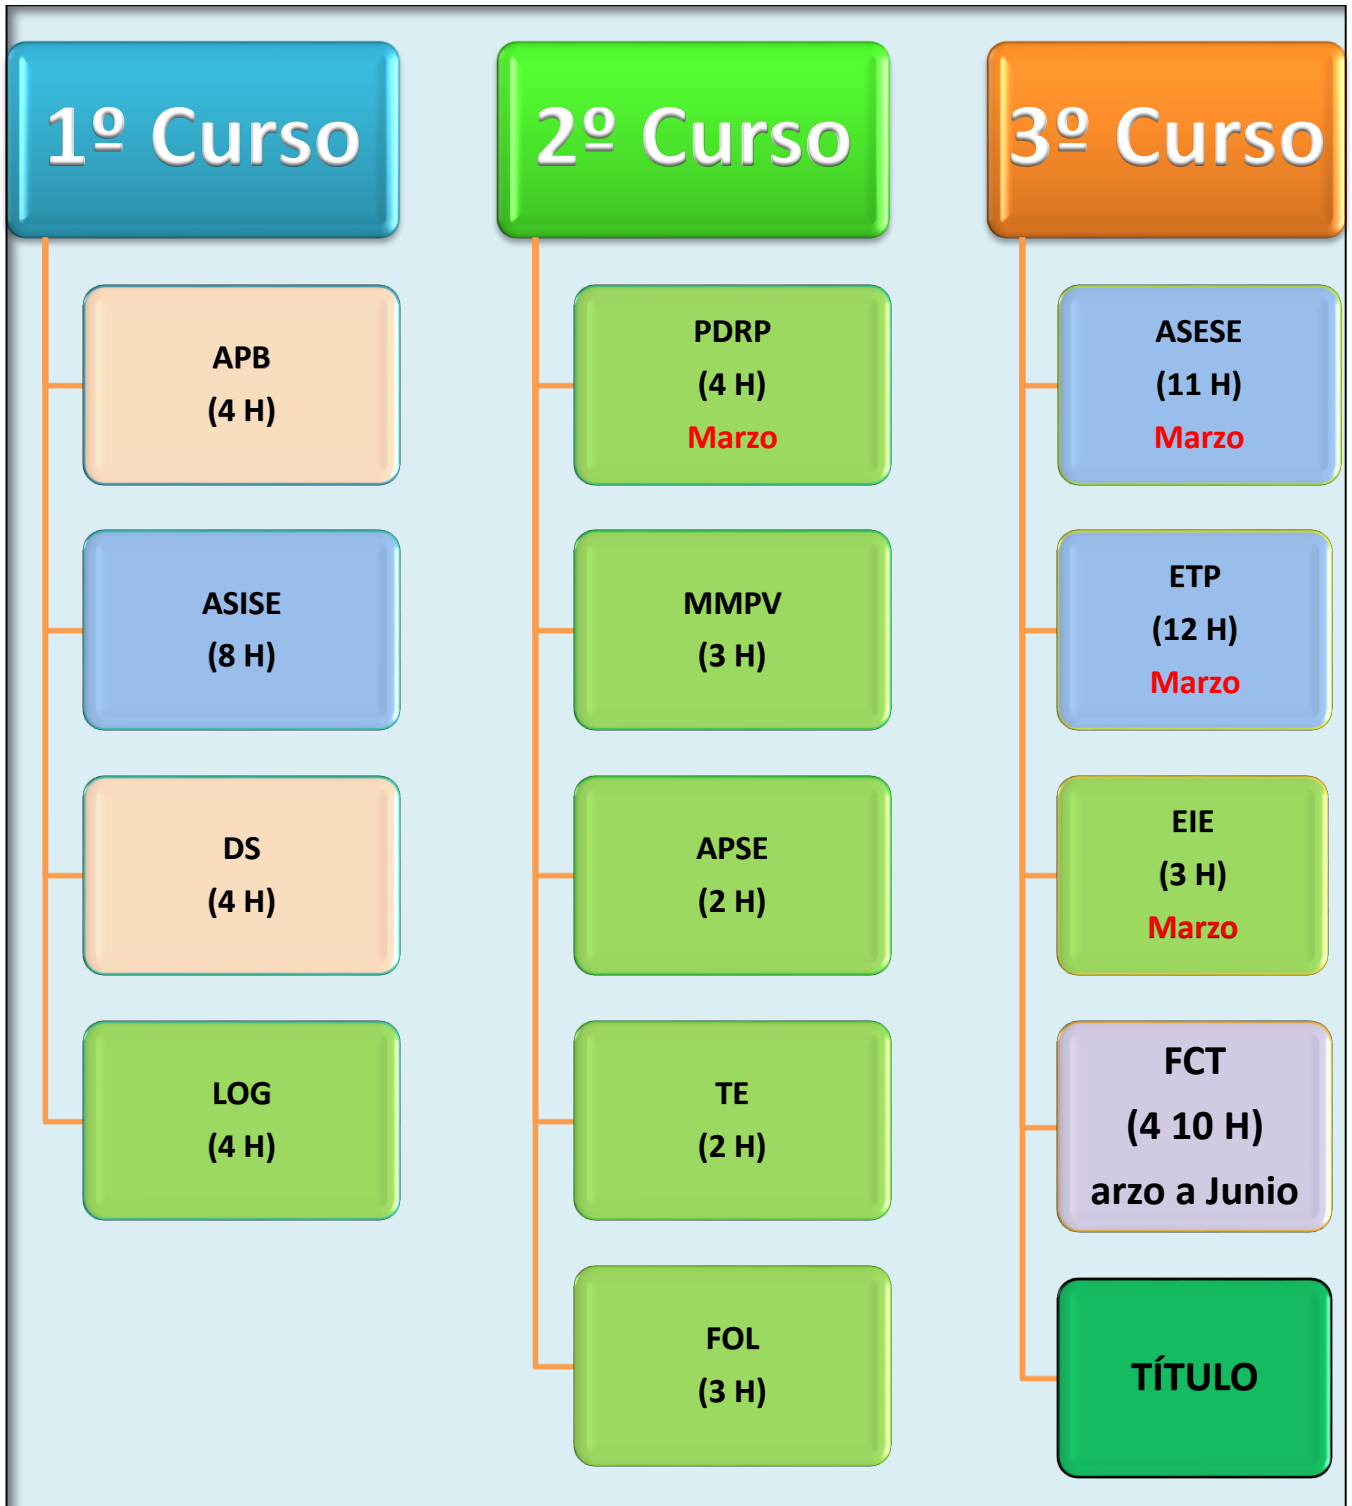 1º Curso
APB
(4 H)
ASISE
(8 H)
DS
(4 H)
LOG
(4 H)
2º Curso
PDRP
(4 H)
Marzo
MMPV
(3 H)
APSE
(2 H)
TE
(2 H)
FOL
(3 H)
3º Curso
ASESE
(11 H)
Marzo
ETP
(12 H)
Marzo
EIE
(3 H)
Marzo
FCT
(4 10 H)
arzo a Junio
TÍTULO